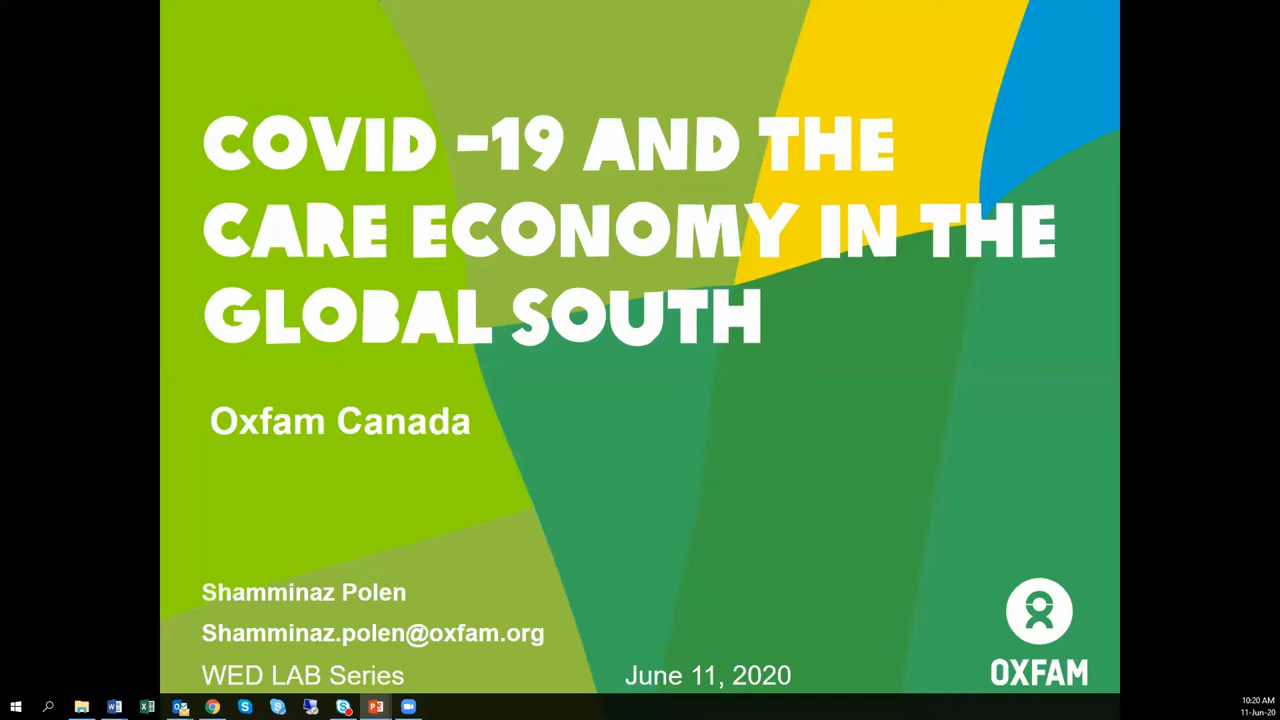 COVID -19 AND THE
CARE ECONOMY IN THE
GLOBAL SOUTH
Oxfam Canada
Shamminaz Polen
Shamminaz.polen@oxfam.org
WED LAB Series
June 11, 2020
OXFAM
10:20 AM
11-Jun-20